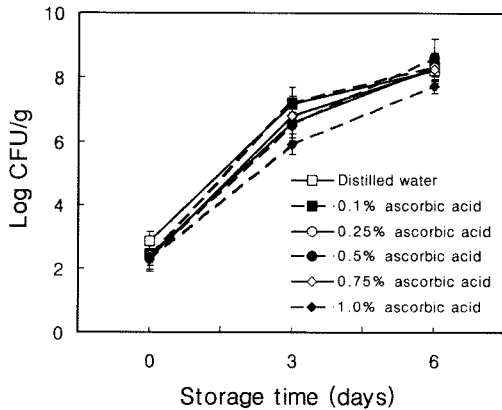 10
8
6
4
2
0
Log CFU/g
Distilled water
0.1% ascorbic acid
0.25% ascorbic acid
0.5% ascorbic acid
0.75% ascorbic acid
1.0% ascorbic acid
0 3 6
Storage time (days)